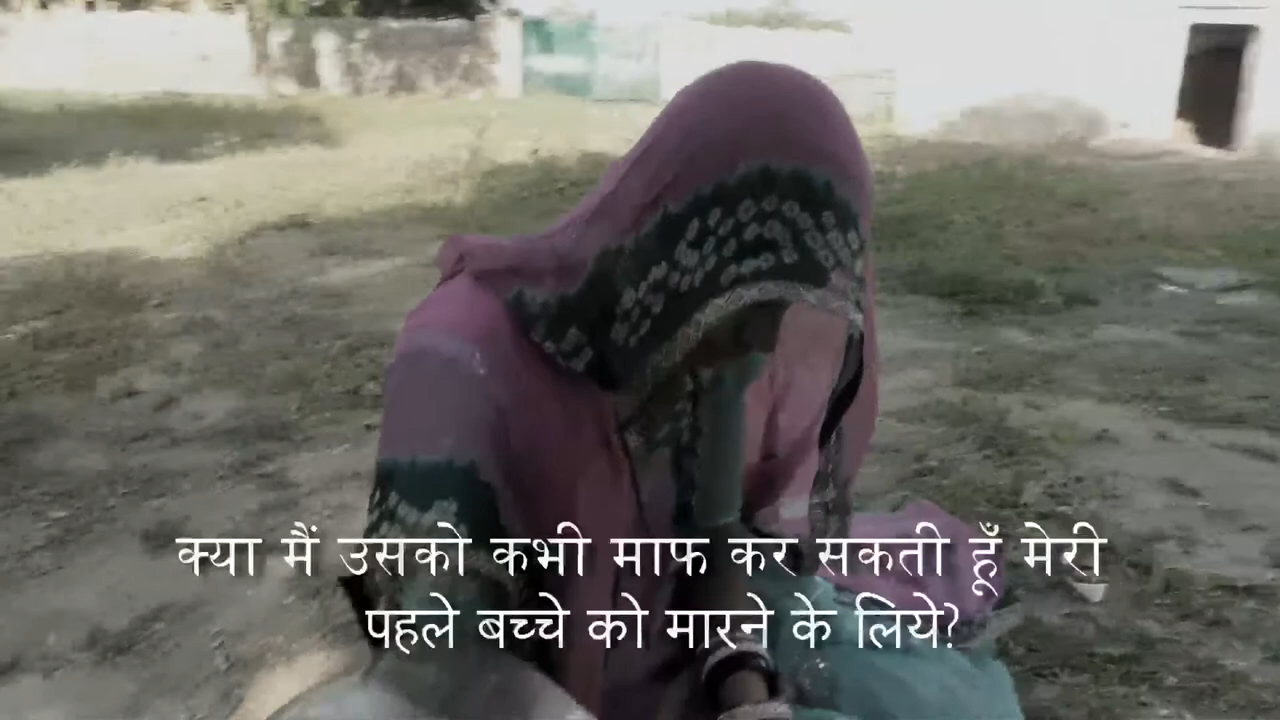 क्या मैं उसको कभी माफ कर सकती हूँ मेरी
पहले बच्चे को मारने के लिये?